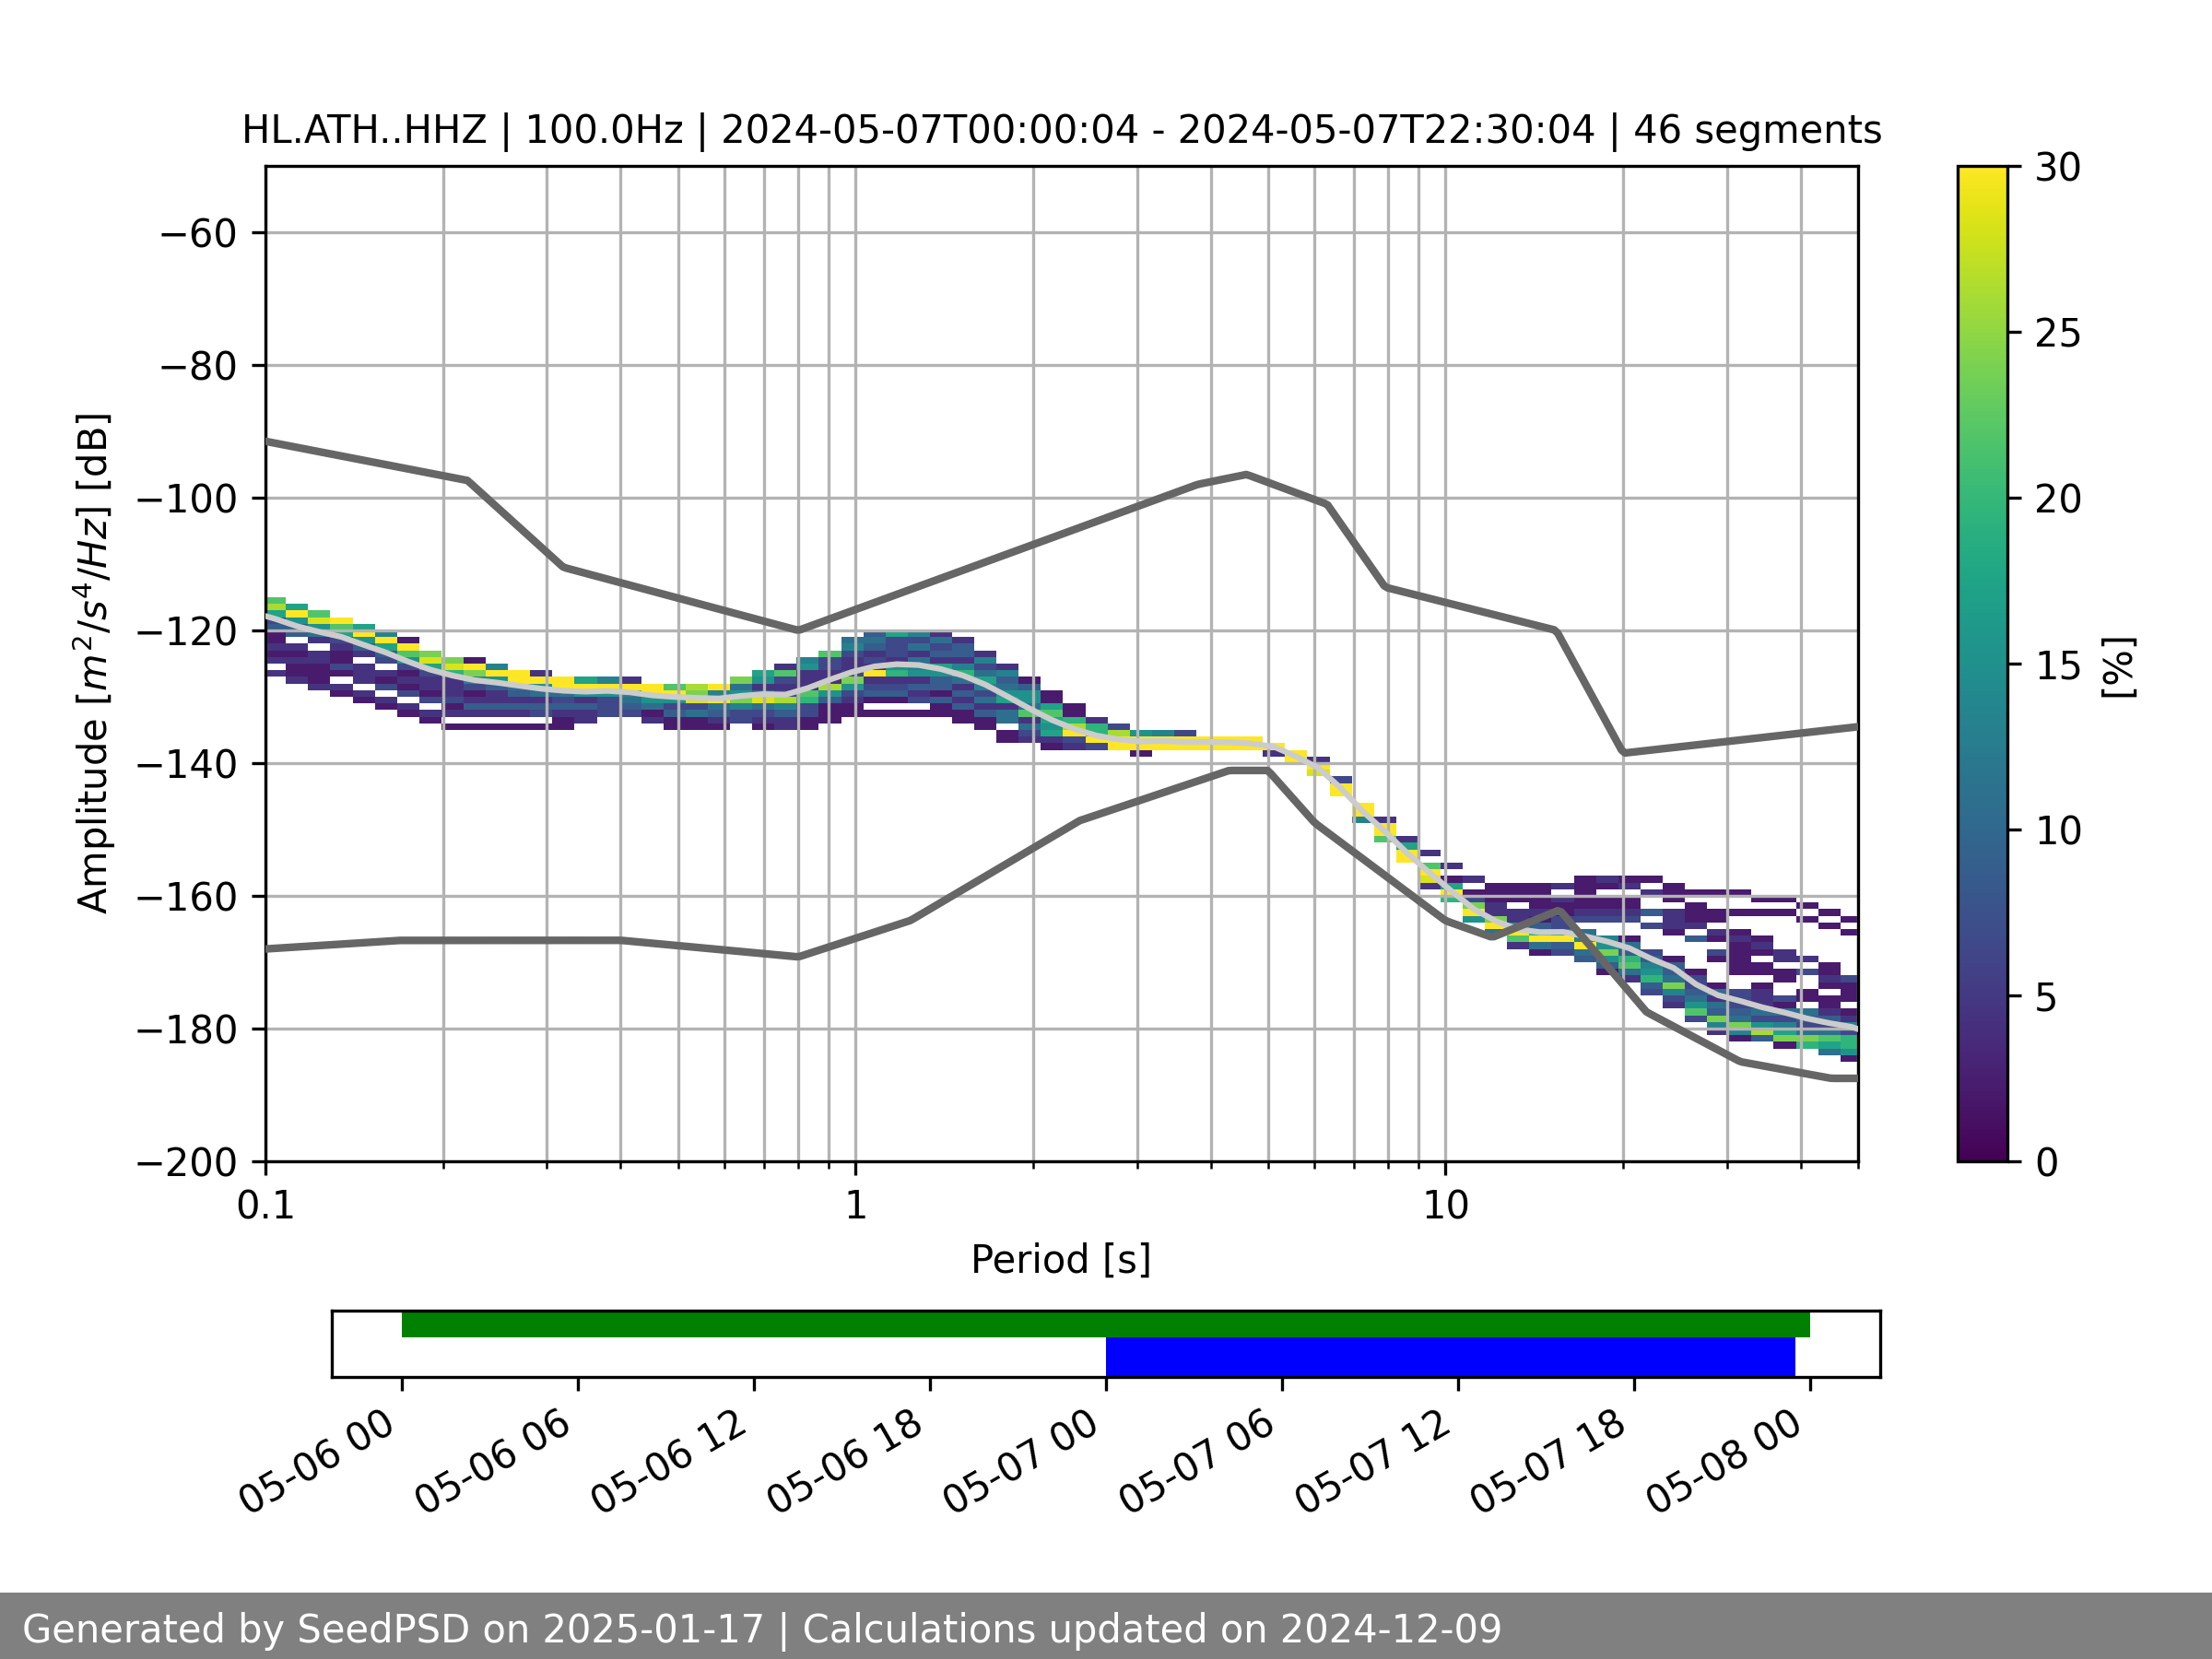 HL.ATH..HHZ | 100.0Hz | 2024-05-07T00:00:04 - 2024-05-07T22:30:04 | 46 segments
Amplitude [m²/s⁴/Hz] [dB]
−60
−80
−100
−120
−140
−160
−180
−200
0.1 1 10
Period [s]
30
25
20
15
10
5
0
[%]
05-06 00 05-06 06 05-06 12 05-06 18 05-07 00 05-07 06 05-07 12 05-07 18 05-08 00
Generated by SeedPSD on 2025-01-17 | Calculations updated on 2024-12-09